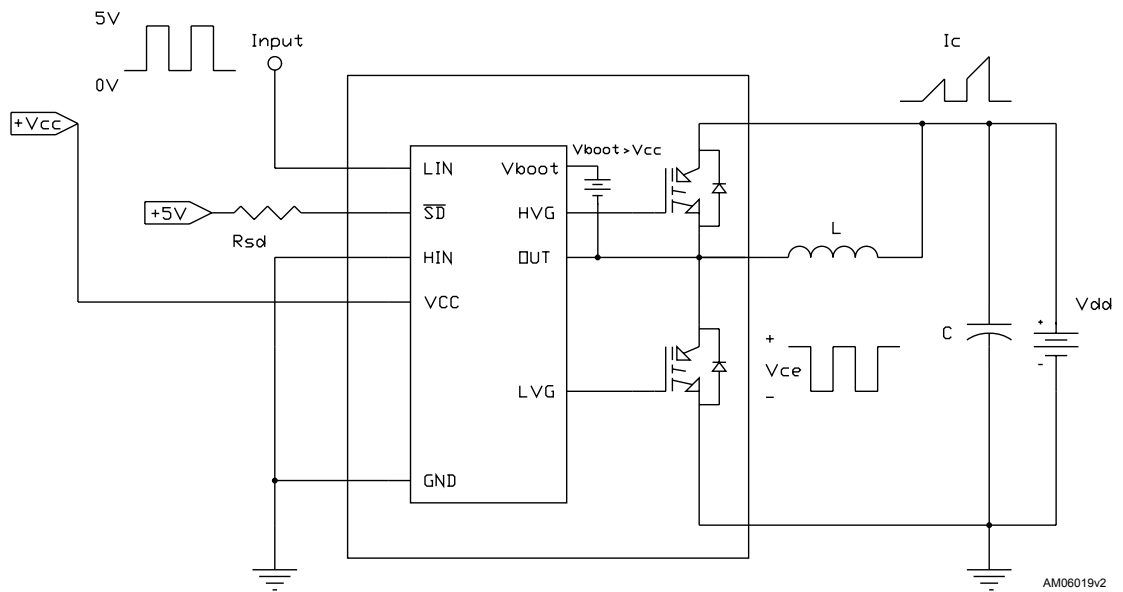 5V
0V
Input
Ic
+Vcc
Vboot>Vcc
LIN
Vboot
+5V
SD
HVG
Rsd
HIN
OUT
L
VCC
Vdd
C
+
-
+
Vce
-
LVG
GND
AM06019v2